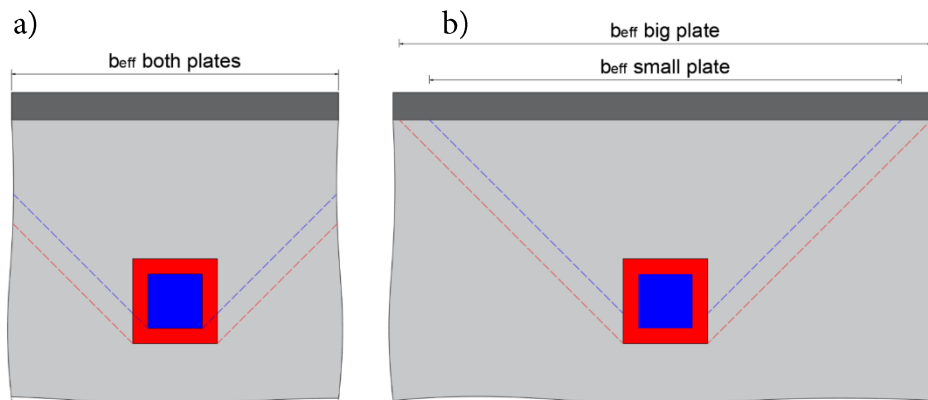 a)
beff both plates
b)
beff big plate
beff small plate